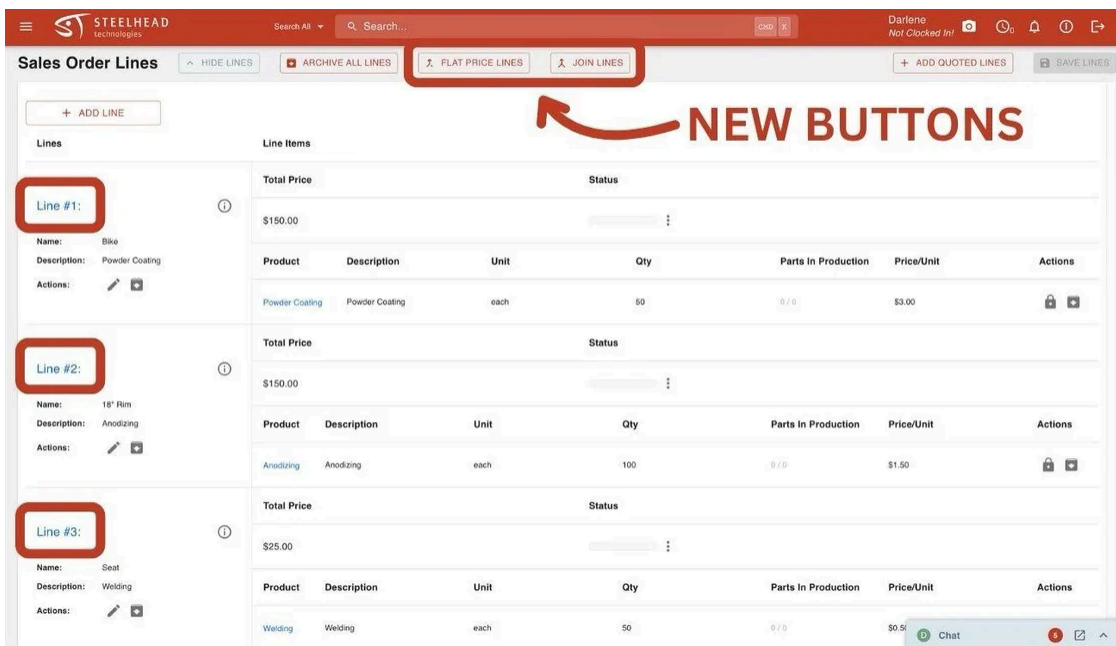 STEELHEAD
technologies
Search All
Search...
CMD K
Darlene
Not Clocked In!
Sales Order Lines
HIDE LINES
ARCHIVE ALL LINES
FLAT PRICE LINES
JOIN LINES
+ ADD QUOTED LINES
SAVE LINES
+ ADD LINE
NEW BUTTONS
Lines Line Items
Total Price Status
Line #1:
$150.00
Name: Bike
Description: Powder Coating
Actions:
Product Description Unit Qty Parts In Production Price/Unit Actions
Powder Coating Powder Coating each 50 0 / 0 $3.00
Total Price Status
Line #2:
$150.00
Name: 18" Rim
Description: Anodizing
Actions:
Product Description Unit Qty Parts In Production Price/Unit Actions
Anodizing Anodizing each 100 0 / 0 $1.50
Total Price Status
Line #3:
$25.00
Name: Seat
Description: Welding
Actions:
Product Description Unit Qty Parts In Production Price/Unit Actions
Welding Welding each 50 0 / 0 $0.50
D Chat 5